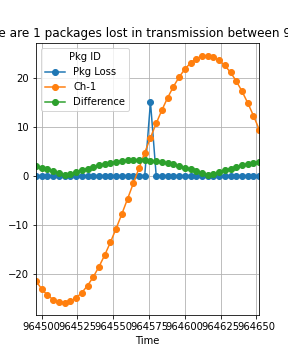 e are 1 packages lost in transmission between 9
Pkg ID
Pkg Loss
Ch-1
Difference
20
10
0
−10
−20
964500 964525 964550 964575 964600 964625 964650
Time